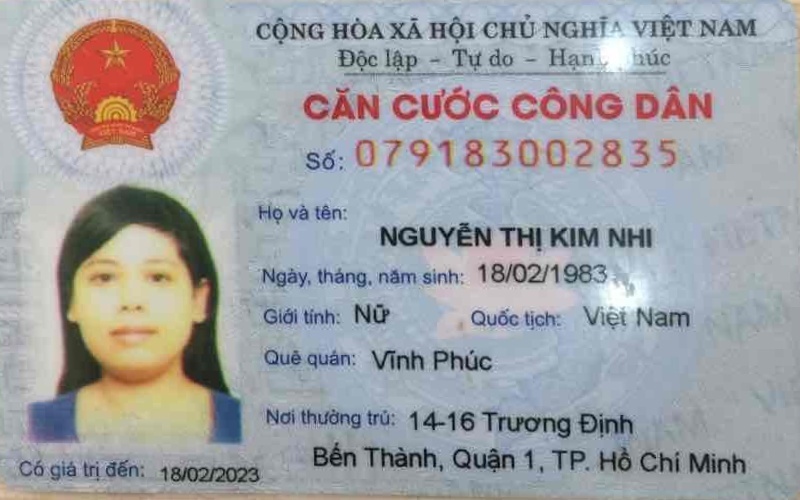 CỘNG HÒA XÃ HỘI CHỦ NGHĨA VIỆT NAM
Độc lập - Tự do - Hạnh phúc
CĂN CƯỚC CÔNG DÂN
Số: 079183002835
Họ và tên:
NGUYỄN THỊ KIM NHI
Ngày, tháng, năm sinh: 18/02/1983
Giới tính: Nữ Quốc tịch: Việt Nam
Quê quán: Vĩnh Phúc
Nơi thường trú: 14-16 Trương Định
Bến Thành, Quận 1, TP. Hồ Chí Minh
Có giá trị đến: 18/02/2023